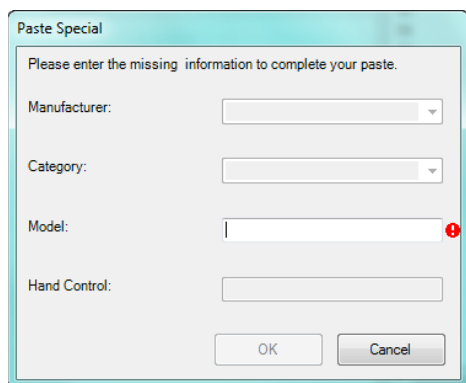 Paste Special
Please enter the missing information to complete your paste.
Manufacturer:
Category:
Model:
Hand Control:
OK
Cancel